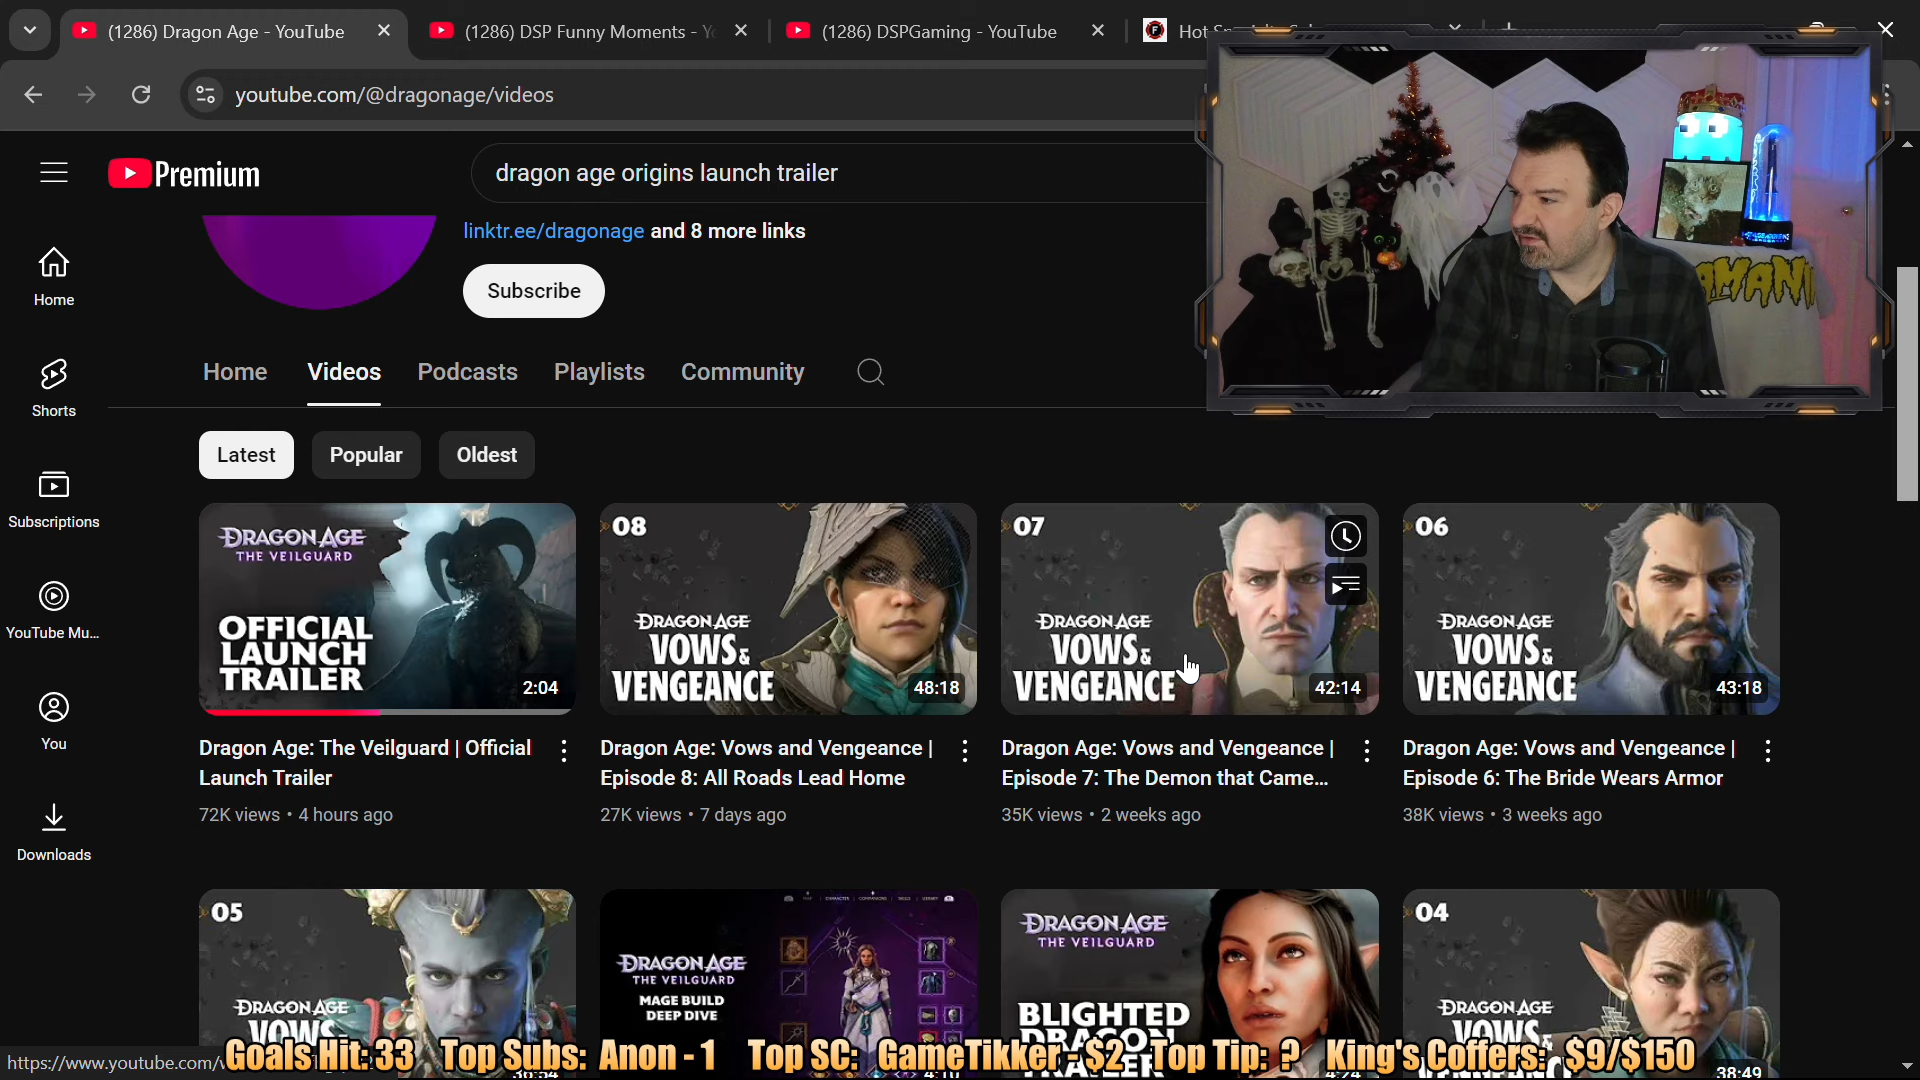 (1286) Dragon Age - YouTube
(1286) DSP Funny Moments - Y
(1286) DSPGaming - YouTube
youtube.com/@dragonage/videos
Premium
dragon age origins launch trailer
linktr.ee/dragonage and 8 more links
Subscribe
Home
Shorts
Subscriptions
YouTube Mu...
You
Downloads
Home Videos Podcasts Playlists Community
Latest Popular Oldest
DRAGON AGE
THE VEILGUARD
OFFICIAL
LAUNCH
TRAILER
2:04
Dragon Age: The Veilguard | Official
Launch Trailer
72K views • 4 hours ago
08
DRAGON AGE
VOWS &
VENGEANCE
48:18
Dragon Age: Vows and Vengeance |
Episode 8: All Roads Lead Home
27K views • 7 days ago
07
DRAGON AGE
VOWS &
VENGEANCE
42:14
Dragon Age: Vows and Vengeance |
Episode 7: The Demon that Came...
35K views • 2 weeks ago
06
DRAGON AGE
VOWS &
VENGEANCE
43:18
Dragon Age: Vows and Vengeance |
Episode 6: The Bride Wears Armor
38K views • 3 weeks ago
05
DRAGON AGE
VOWS
DRAGON AGE
THE VEILGUARD
MAGE BUILD
DEEP DIVE
DRAGON AGE
THE VEILGUARD
BLIGHTED
DRAGON
04
DRAGON AGE
38:49
https://www.youtube.com/
Goals Hit: 33 Top Subs: Anon - 1 Top SC: GameTikker - $2 Top Tip: ? King's Coffers: $9/$150